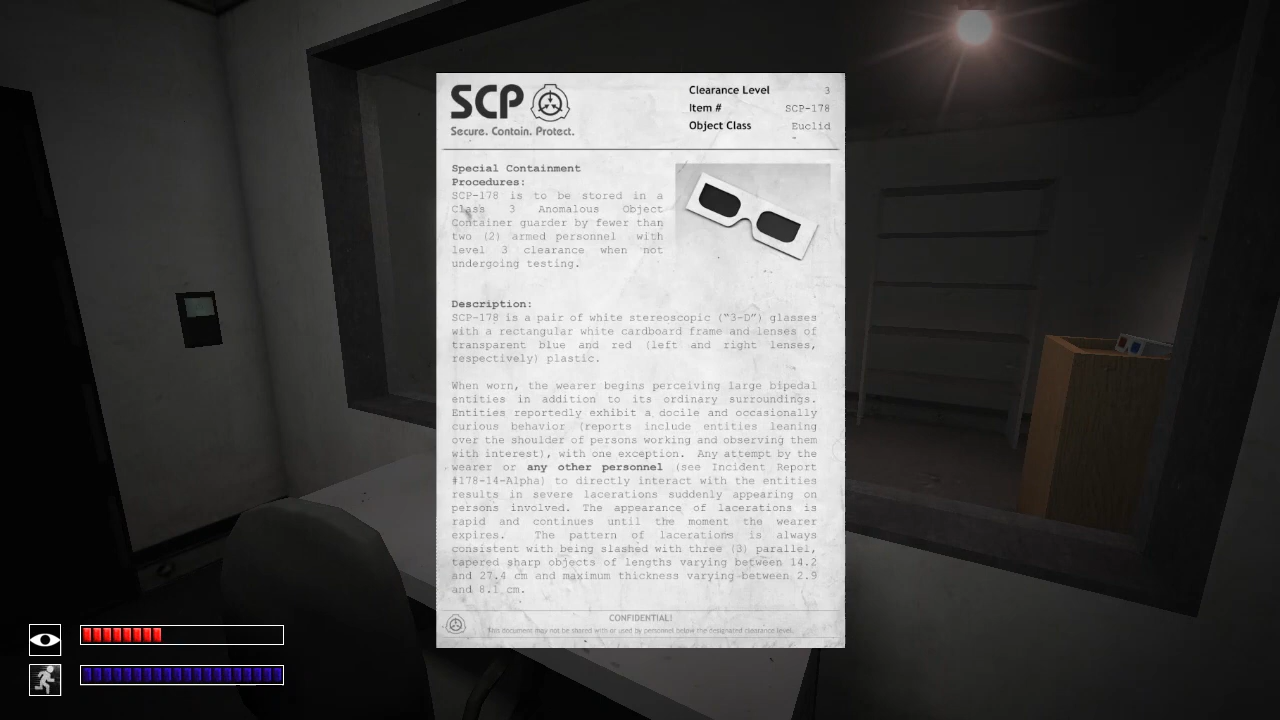 SCP
Secure. Contain. Protect.
Clearance Level 3
Item # SCP-178
Object Class Euclid
Special Containment
Procedures:
SCP-178 is to be stored in a
Class 3 Anomalous Object
Container guarder by fewer than
two (2) armed personnel with
level 3 clearance when not
undergoing testing.
Description:
SCP-178 is a pair of white stereoscopic (“3-D”) glasses
with a rectangular white cardboard frame and lenses of
transparent blue and red (left and right lenses,
respectively) plastic.
When worn, the wearer begins perceiving large bipedal
entities in addition to its ordinary surroundings.
Entities reportedly exhibit a docile and occasionally
curious behavior (reports include entities leaning
over the shoulder of persons working and observing them
with interest), with one exception. Any attempt by the
wearer or any other personnel (see Incident Report
#178-14-Alpha) to directly interact with the entities
results in severe lacerations suddenly appearing on
persons involved. The appearance of lacerations is
rapid and continues until the moment the wearer
expires. The pattern of lacerations is always
consistent with being slashed with three (3) parallel,
tapered sharp objects of lengths varying between 14.2
and 27.4 cm and maximum thickness varying between 2.9
and 8.1 cm.
CONFIDENTIAL!
This document may not be shared with or used by personnel below the designated clearance level.